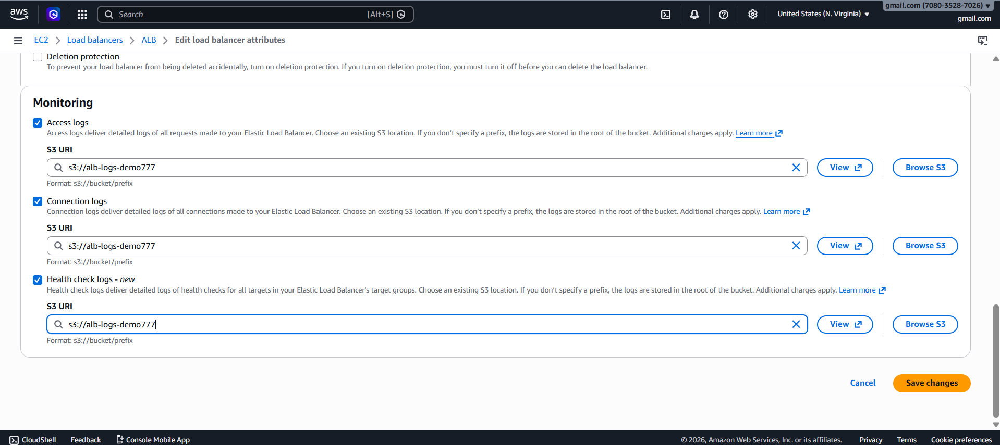 aws
Search [Alt+S]
United States (N. Virginia)
gmail.com (7080-3528-7026)
gmail.com
EC2 Load balancers ALB Edit load balancer attributes
Deletion protection
To prevent your load balancer from being deleted accidentally, turn on deletion protection. If you turn on deletion protection, you must turn it off before you can delete the load balancer.
Monitoring
Access logs
Access logs deliver detailed logs of all requests made to your Elastic Load Balancer. Choose an existing S3 location. If you don’t specify a prefix, the logs are stored in the root of the bucket. Additional charges apply. Learn more
S3 URI
s3://alb-logs-demo777 View Browse S3
Format: s3://bucket/prefix
Connection logs
Connection logs deliver detailed logs of all connections made to your Elastic Load Balancer. Choose an existing S3 location. If you don’t specify a prefix, the logs are stored in the root of the bucket. Additional charges apply. Learn more
S3 URI
s3://alb-logs-demo777 View Browse S3
Format: s3://bucket/prefix
Health check logs - new
Health check logs deliver detailed logs of health checks for all targets in your Elastic Load Balancer's target groups. Choose an existing S3 location. If you don’t specify a prefix, the logs are stored in the root of the bucket. Additional charges apply. Learn more
S3 URI
s3://alb-logs-demo777 View Browse S3
Format: s3://bucket/prefix
Cancel Save changes
CloudShell Feedback Console Mobile App © 2026, Amazon Web Services, Inc. or its affiliates. Privacy Terms Cookie preferences